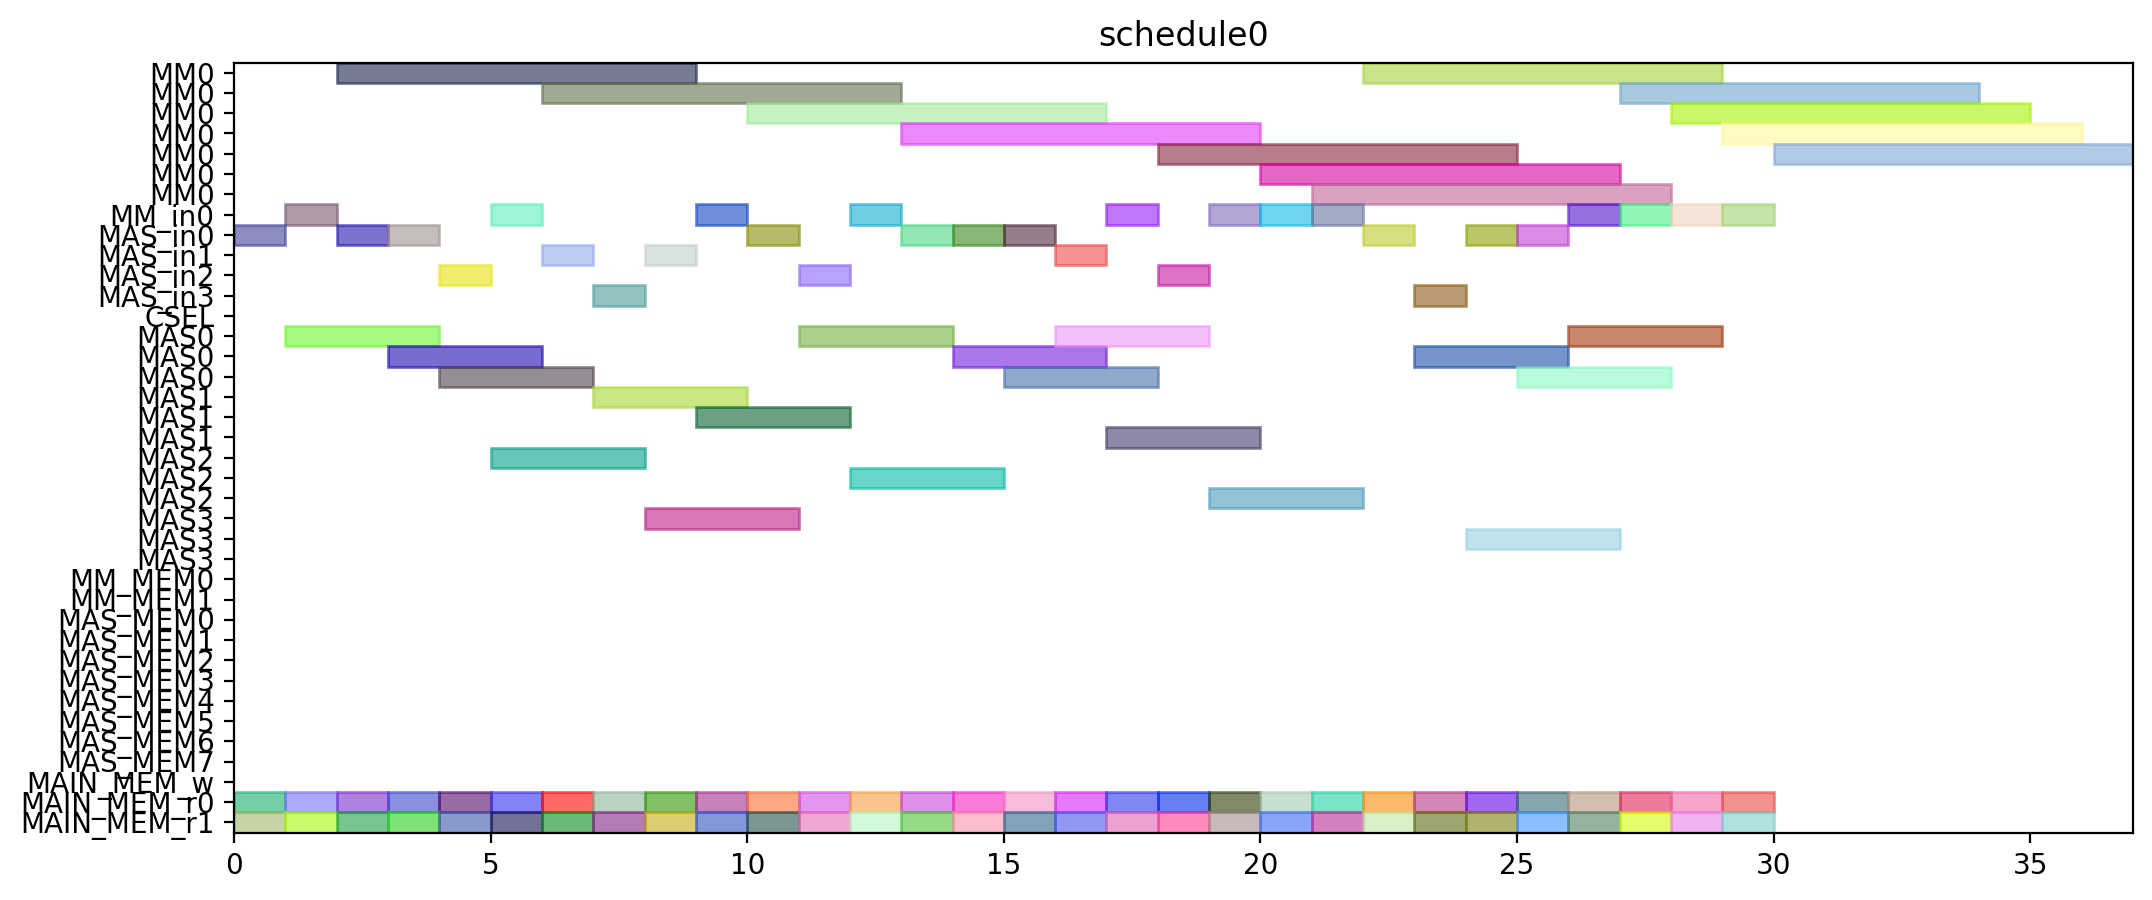 schedule0
MM0
MM0
MM0
MM0
MM0
MM0
MM0
MM_in0
MAS_in0
MAS_in1
MAS_in2
MAS_in3
CSEL
MAS0
MAS0
MAS0
MAS1
MAS1
MAS1
MAS2
MAS2
MAS2
MAS3
MAS3
MAS3
MM_MEM0
MM_MEM1
MAS_MEM0
MAS_MEM1
MAS_MEM2
MAS_MEM3
MAS_MEM4
MAS_MEM5
MAS_MEM6
MAS_MEM7
MAIN_MEM_w
MAIN_MEM_r0
MAIN_MEM_r1
0 5 10 15 20 25 30 35